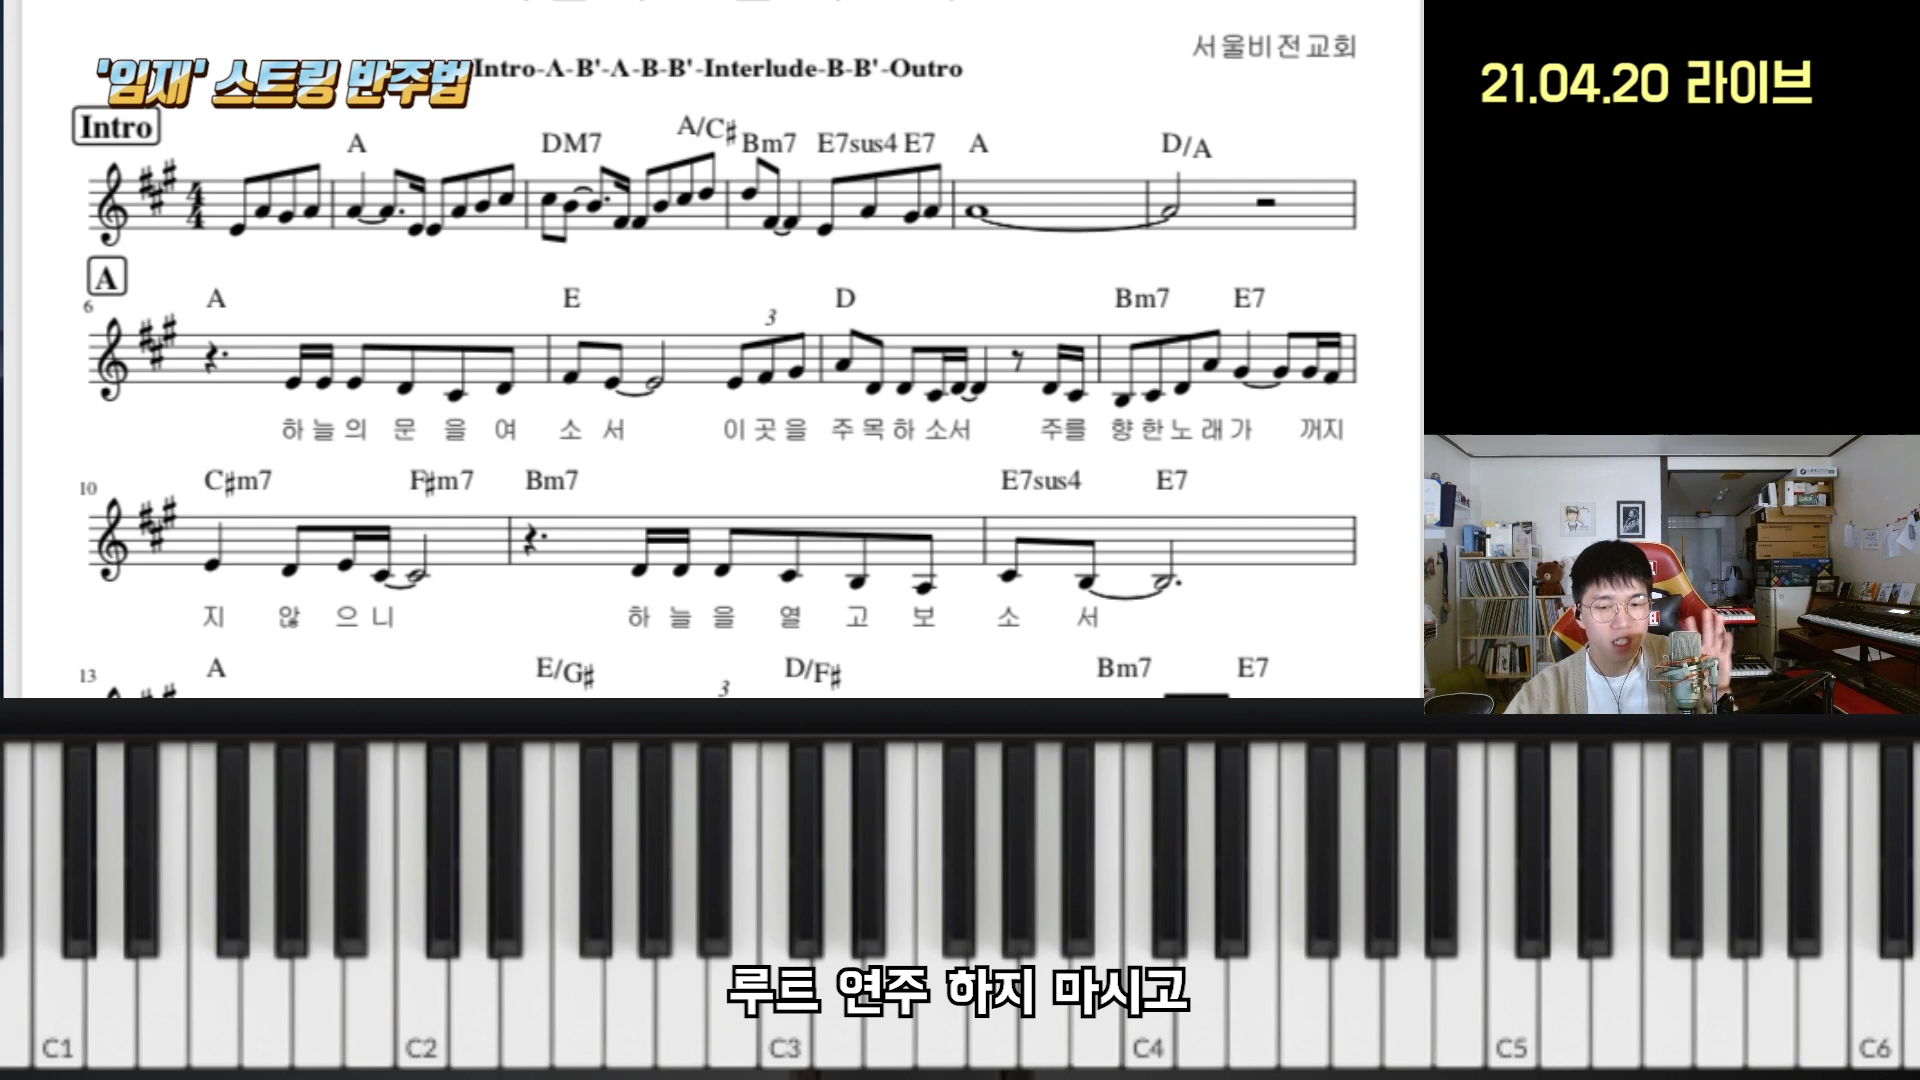 서울비전교회
'임재' 스트링 반주법
Intro-A-B'-A-B-B'-Interlude-B-B'-Outro
21.04.20 라이브
Intro
A DM7 A/C♯ Bm7 E7sus4 E7 A D/A
A
6
A E D Bm7 E7
3
하늘의 문을여 소서 이곳을 주목하소서 주를 향한노래가 꺼지
10
C♯m7 F♯m7 Bm7 E7sus4 E7
지 않으니 하늘을 열고보 소서
13
A E/G♯ D/F♯ Bm7 E7
3
루트 연주 하지 마시고
C1 C2 C3 C4 C5 C6